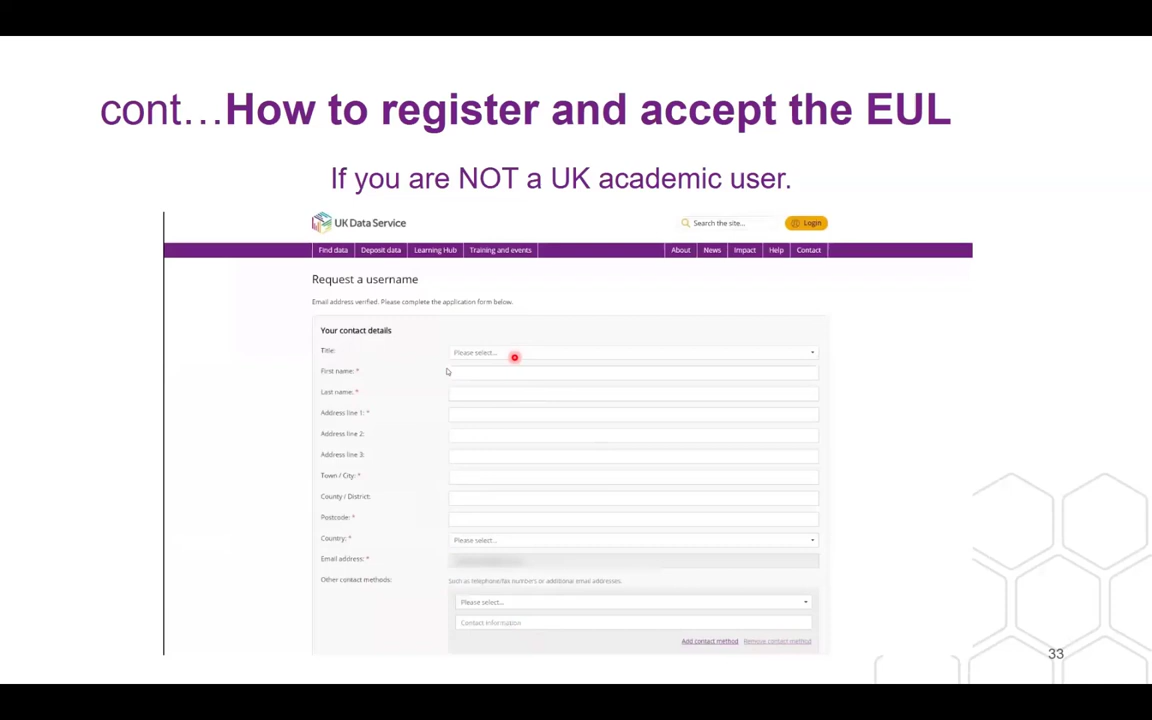 cont…How to register and accept the EUL
If you are NOT a UK academic user.
UK Data Service
Search the site...
Login
Find data Deposit data Learning Hub Training and events About News Impact Help Contact
Request a username
Email address verified. Please complete the application form below.
Your contact details
Title: Please select...
First name: *
Last name: *
Address line 1: *
Address line 2:
Address line 3:
Town / City: *
County / District:
Postcode: *
Country: * Please select...
Email address: *
Other contact methods: Such as telephone/fax numbers or additional email addresses.
Please select...
Contact information
Add contact method Remove contact method
33